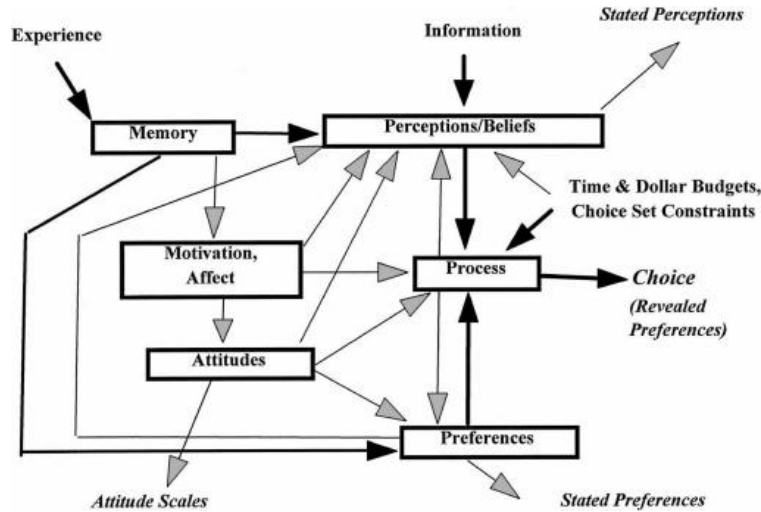 Stated Perceptions
Experience
Information
Memory
Perceptions/Beliefs
Time & Dollar Budgets,
Choice Set Constraints
Motivation,
Affect
Process
Choice
(Revealed
Preferences)
Attitudes
Preferences
Attitude Scales
Stated Preferences